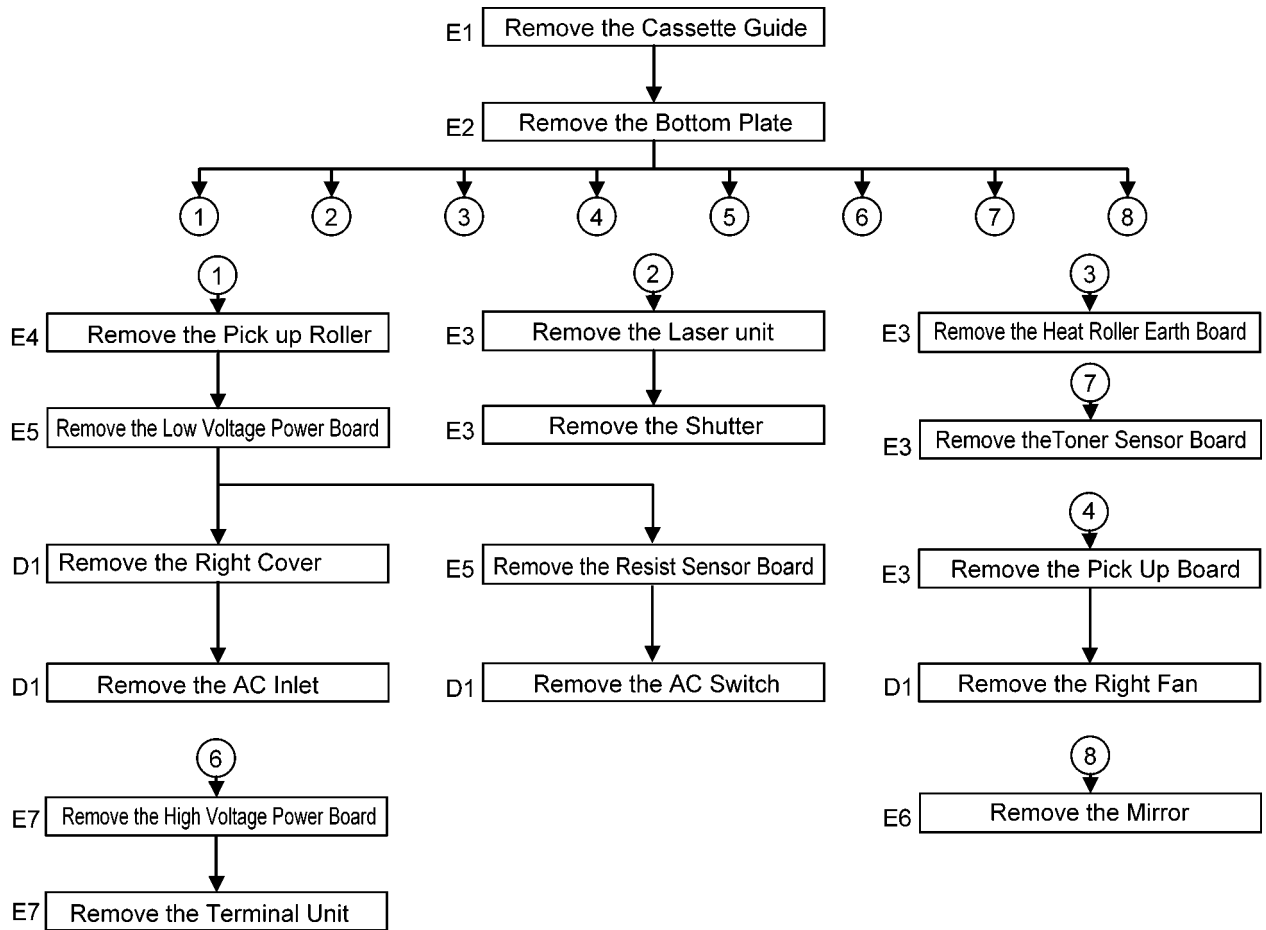 E1 Remove the Cassette Guide
E2 Remove the Bottom Plate
1 2 3 4 5 6 7 8
1
E4 Remove the Pick up Roller
E5 Remove the Low Voltage Power Board
D1 Remove the Right Cover
D1 Remove the AC Inlet
6
E7 Remove the High Voltage Power Board
E7 Remove the Terminal Unit
2
E3 Remove the Laser unit
E3 Remove the Shutter
E5 Remove the Resist Sensor Board
D1 Remove the AC Switch
3
E3 Remove the Heat Roller Earth Board
7
E3 Remove theToner Sensor Board
4
E3 Remove the Pick Up Board
D1 Remove the Right Fan
8
E6 Remove the Mirror